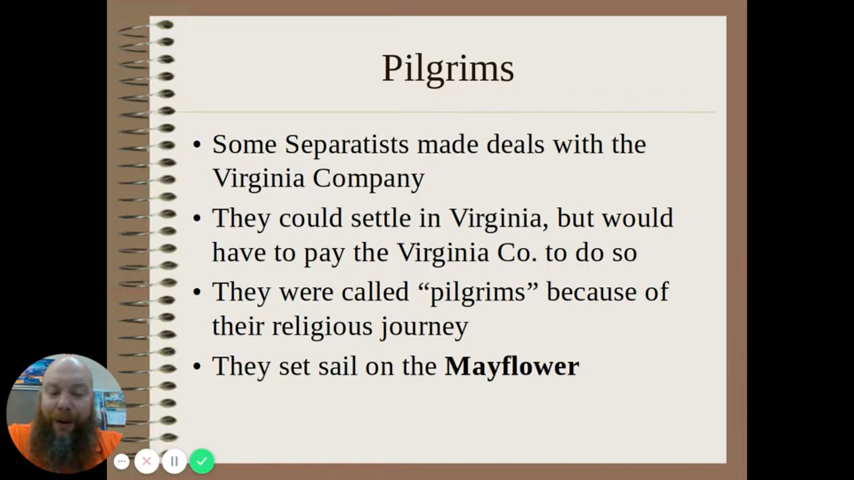 Pilgrims
• Some Separatists made deals with the
Virginia Company
• They could settle in Virginia, but would
have to pay the Virginia Co. to do so
• They were called “pilgrims” because of
their religious journey
• They set sail on the Mayflower